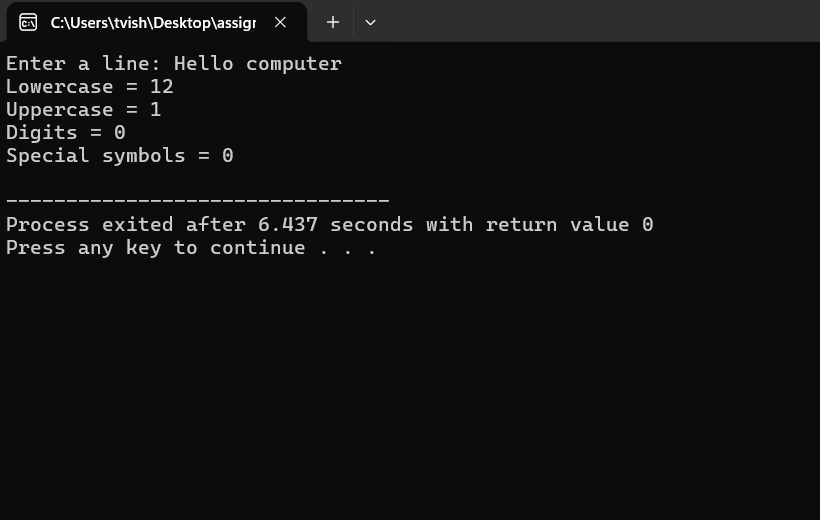 C:\Users\tvish\Desktop\assigr
Enter a line: Hello computer
Lowercase = 12
Uppercase = 1
Digits = 0
Special symbols = 0
--------------------------------
Process exited after 6.437 seconds with return value 0
Press any key to continue . . .